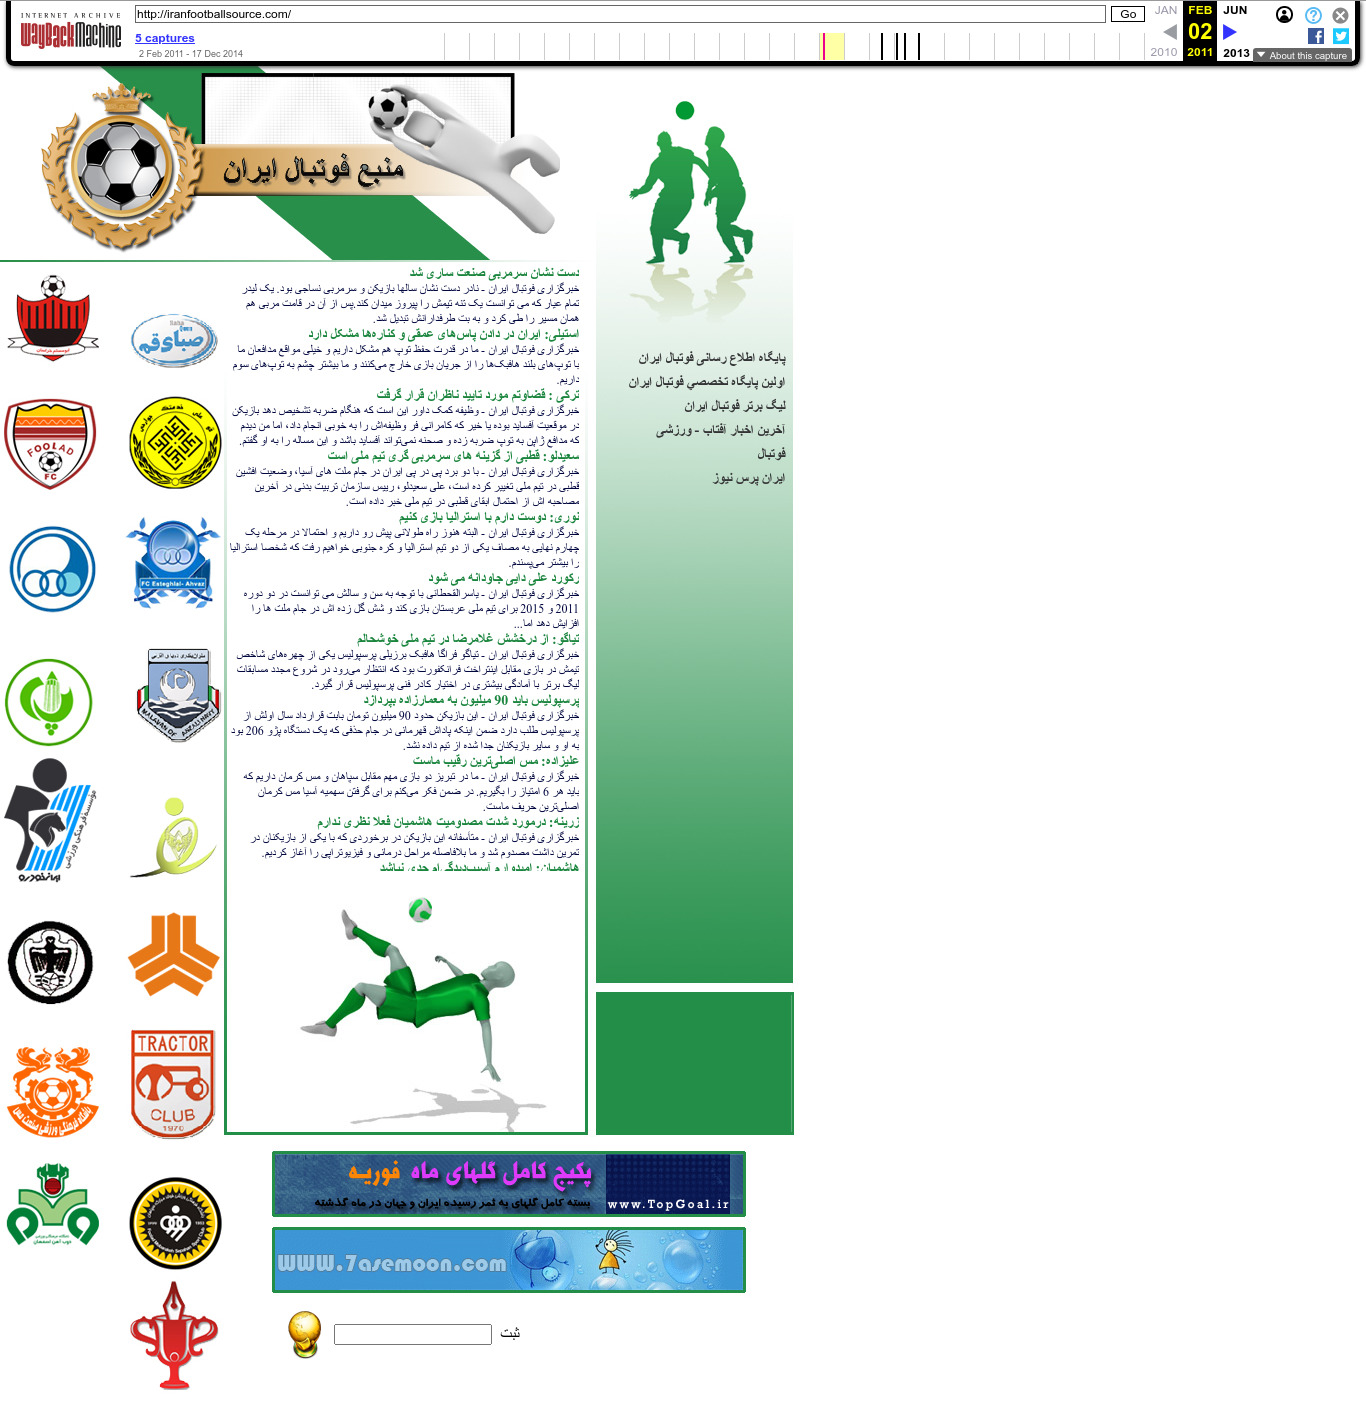 INTERNET ARCHIVE
WayBackMachine
http://iranfootballsource.com/
Go
JAN
FEB
JUN
5 captures
02
2 Feb 2011 - 17 Dec 2014
2010
2011
2013
About this capture
منبع فوتبال ایران
دست نشان سرمربی صنعت ساری شد
خبرگزاری فوتبال ایران - نادر دست نشان سالها بازیکن و سرمربی نساجی بود. یک لیدر
تمام عیار که می توانست یک تنه تیمش را پیروز میدان کند.پس از آن در قامت مربی هم
همان مسیر را طی کرد و به بت طرفدارانش تبدیل شد.
استیلی: ایران در دادن پاس‌های عمقی و کناره‌ها مشکل دارد
خبرگزاری فوتبال ایران - ما در قدرت حفظ توپ هم مشکل داریم و خیلی مواقع مدافعان ما
با توپ‌های بلند هافبک‌ها را از جریان بازی خارج می‌کنند و ما بیشتر چشم به توپ‌های سوم
داریم.
ترکی : قضاوتم مورد تایید ناظران قرار گرفت
خبرگزاری فوتبال ایران - وظیفه کمک داور این است که هنگام ضربه تشخیص دهد بازیکن
در موقعیت آفساید بوده یا خیر که کامرانی فر وظیفه‌اش را به خوبی انجام داد، اما من دیدم
که مدافع ژاپن به توپ ضربه زده و صحنه نمی‌تواند آفساید باشد و این مساله را به او گفتم.
سعیدلو: قطبی از گزینه های سرمربی گری تیم ملی است
خبرگزاری فوتبال ایران - با دو برد پی در پی ایران در جام ملت های آسیا، وضعیت افشین
قطبی در تیم ملی تغییر کرده است، علی سعیدلو، رییس سازمان تربیت بدنی در آخرین
مصاحبه اش از احتمال ابقای قطبی در تیم ملی خبر داده است.
نوری: دوست دارم با استرالیا بازی کنیم
خبرگزاری فوتبال ایران - البته هنوز راه طولانی پیش رو داریم و احتمالا در مرحله یک
چهارم نهایی به مصاف یکی از دو تیم استرالیا و کره جنوبی خواهیم رفت که شخصا استرالیا
را بیشتر می‌پسندم.
رکورد علی دایی جاودانه می شود
خبرگزاری فوتبال ایران - یاسرالقحطانی با توجه به سن و سالش می توانست در دو دوره
2011 و 2015 برای تیم ملی عربستان بازی کند و شش گل زده اش در جام ملت ها را
افزایش دهد اما...
تیاگو: از درخشش غلامرضا در تیم ملی خوشحالم
خبرگزاری فوتبال ایران - تیاگو فراگا هافبک برزیلی پرسپولیس یکی از چهره‌های شاخص
تیمش در بازی مقابل اینتراخت فرانکفورت بود که انتظار می‌رود در شروع مجدد مسابقات
لیگ برتر با آمادگی بیشتری در اختیار کادر فنی پرسپولیس قرار گیرد.
پرسپولیس باید 90 میلیون به معمارزاده بپردازد
خبرگزاری فوتبال ایران - این بازیکن حدود 90 میلیون تومان بابت قرارداد سال اولش از
پرسپولیس طلب دارد ضمن اینکه پاداش قهرمانی در جام حذفی که یک دستگاه پژو 206 بود
به او و سایر بازیکنان جدا شده از تیم داده نشد.
علیزاده: مس اصلی‌ترین رقیب ماست
خبرگزاری فوتبال ایران - ما در تبریز دو بازی مهم مقابل سپاهان و مس کرمان داریم که
باید هر 6 امتیاز را بگیریم. در ضمن فکر می‌کنم برای گرفتن سهمیه آسیا مس کرمان
اصلی‌ترین حریف ماست.
زرینه: درمورد شدت مصدومیت هاشمیان فعلا نظری ندارم
خبرگزاری فوتبال ایران - متأسفانه این بازیکن در برخوردی که با یکی از بازیکنان در
تمرین داشت مصدوم شد و ما بلافاصله مراحل درمانی و فیزیوتراپی را آغاز کردیم.
هاشمیان: امیدوارم آسیب‌دیدگی‌ام جدی نباشد
پایگاه اطلاع رسانی فوتبال ایران
اولین پایگاه تخصصي فوتبال ایران
لیگ برتر فوتبال ایران
آخرین اخبار آفتاب - ورزشی
فوتبال
ایران پرس نیوز
صبای قم
FOOLAD
FC
FC Esteghlal- Ahvaz
MALAVAN OF ANZALI NAVY
موسسه فرهنگی ورزشی
ایران‌خودرو
TRACTOR
CLUB
1970
پکیج کامل گلهای ماه فوریه
بسته کامل گلهای به ثمر رسیده ایران و جهان در ماه گذشته
www.TopGoal.ir
www.7asemoon.com
ثبت